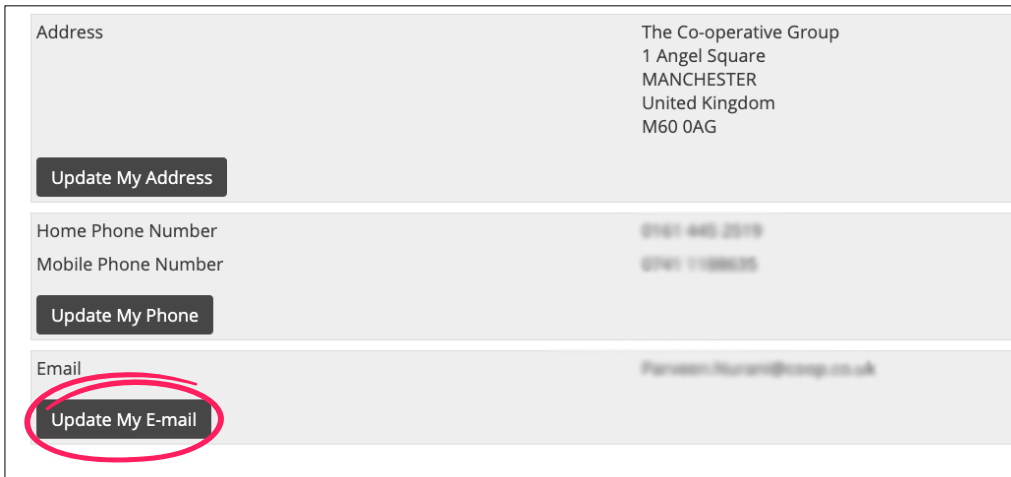 Address
The Co-operative Group
1 Angel Square
MANCHESTER
United Kingdom
M60 0AG
Update My Address
Home Phone Number
Mobile Phone Number
Update My Phone
Email
Update My E-mail